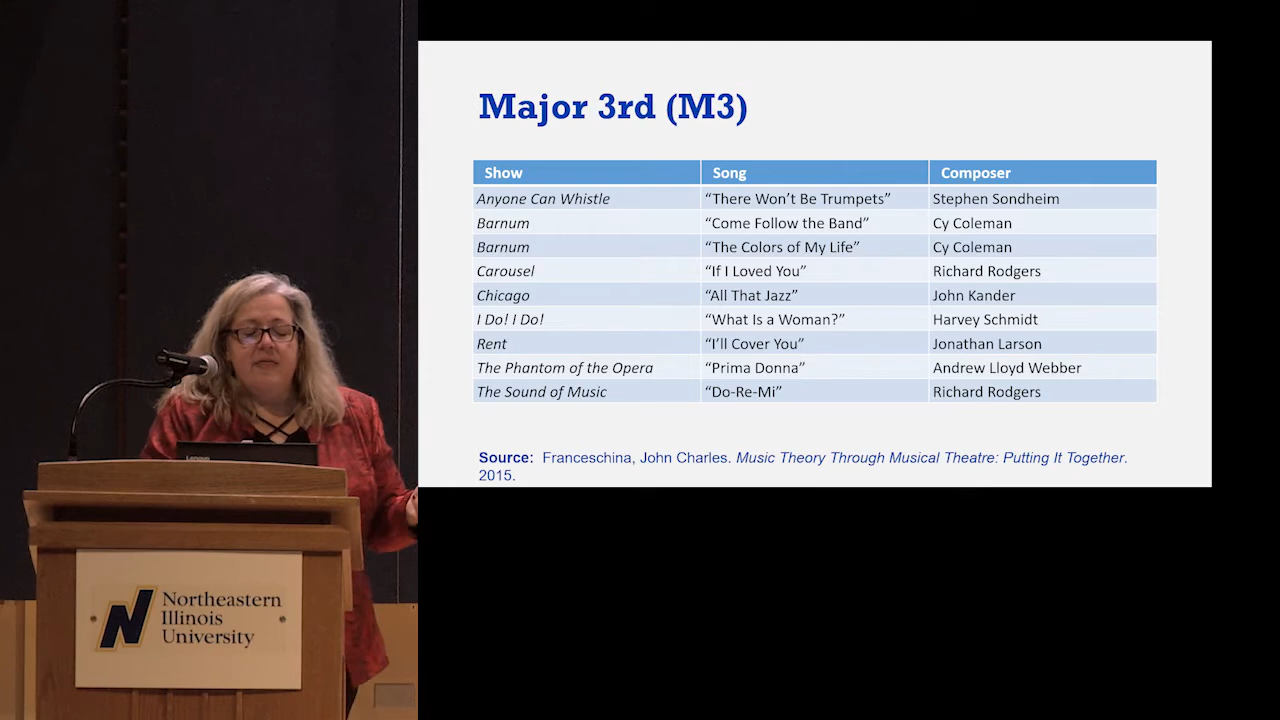 Major 3rd (M3)
Show Song Composer
Anyone Can Whistle “There Won’t Be Trumpets” Stephen Sondheim
Barnum “Come Follow the Band” Cy Coleman
Barnum “The Colors of My Life” Cy Coleman
Carousel “If I Loved You” Richard Rodgers
Chicago “All That Jazz” John Kander
I Do! I Do! “What Is a Woman?” Harvey Schmidt
Rent “I’ll Cover You” Jonathan Larson
The Phantom of the Opera “Prima Donna” Andrew Lloyd Webber
The Sound of Music “Do-Re-Mi” Richard Rodgers
Source: Franceschina, John Charles. Music Theory Through Musical Theatre: Putting It Together.
2015.
Lenovo
N Northeastern
Illinois
University